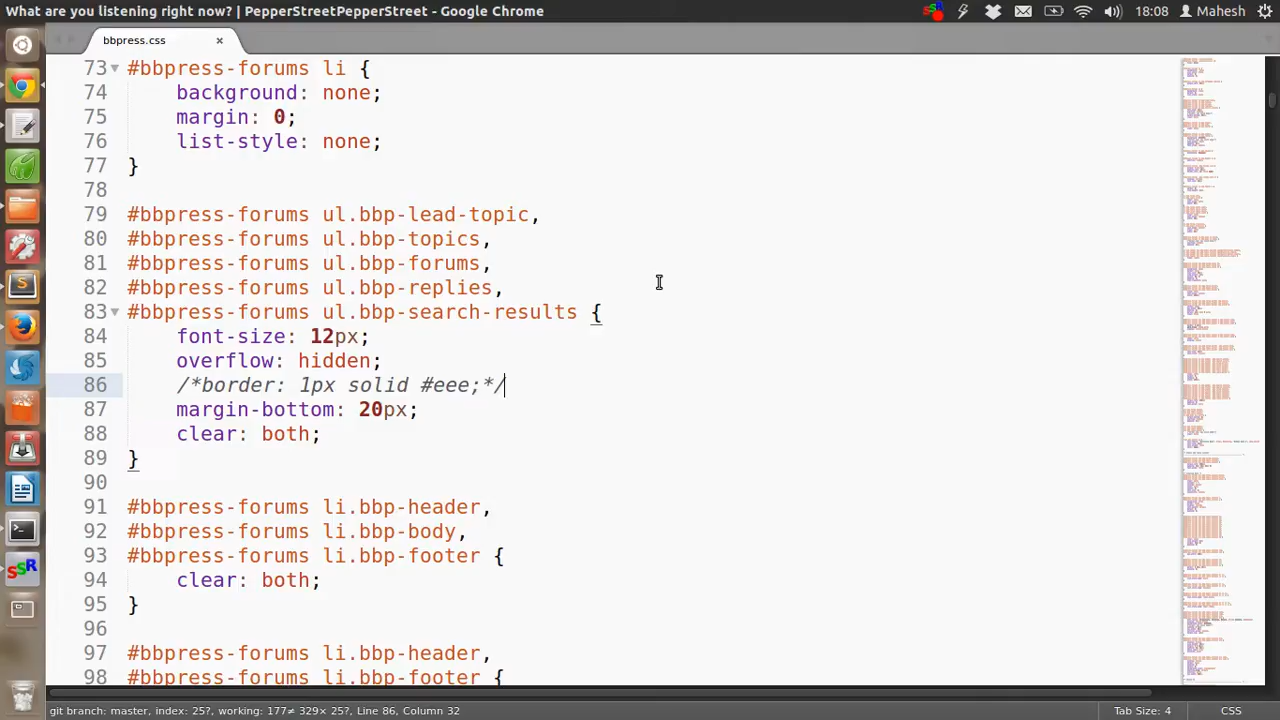 What are you listening right now? | PepperStreetPepperStreet - Google Chrome
18:08 Mahesh
bbpress.css ×
73 #bbpress-forums li {
74 background: none;
75 margin: 0;
76 list-style: none;
77 }
78
79 #bbpress-forums ul.bbp-lead-topic,
80 #bbpress-forums ul.bbp-topics,
81 #bbpress-forums ul.bbp-forums,
82 #bbpress-forums ul.bbp-replies,
83 #bbpress-forums ul.bbp-search-results {
84 font-size: 12px;
85 overflow: hidden;
86 /*border: 1px solid #eee;*/
87 margin-bottom: 20px;
88 clear: both;
89 }
90
91 #bbpress-forums li.bbp-header,
92 #bbpress-forums li.bbp-body,
93 #bbpress-forums li.bbp-footer {
94 clear: both;
95 }
96
97 #bbpress-forums li.bbp-header,
98 #bbpress-forums li.bbp-footer {
SSR
git branch: master, index: 25?, working: 177≠ 329× 25?, Line 86, Column 32
Tab Size: 4 CSS